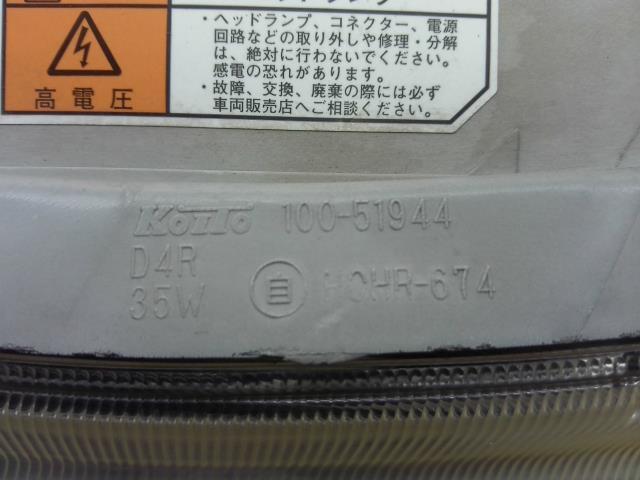 ・ヘッドランプ、コネクター、電源
回路などの取り外しや修理・分解
は、絶対に行わないでください。
感電の恐れがあります。
・故障、交換、廃棄の際には必ず
車両販売店へご相談ください。
高電圧
KOITO 100-51944
D4R
35W 自 HCHR-674